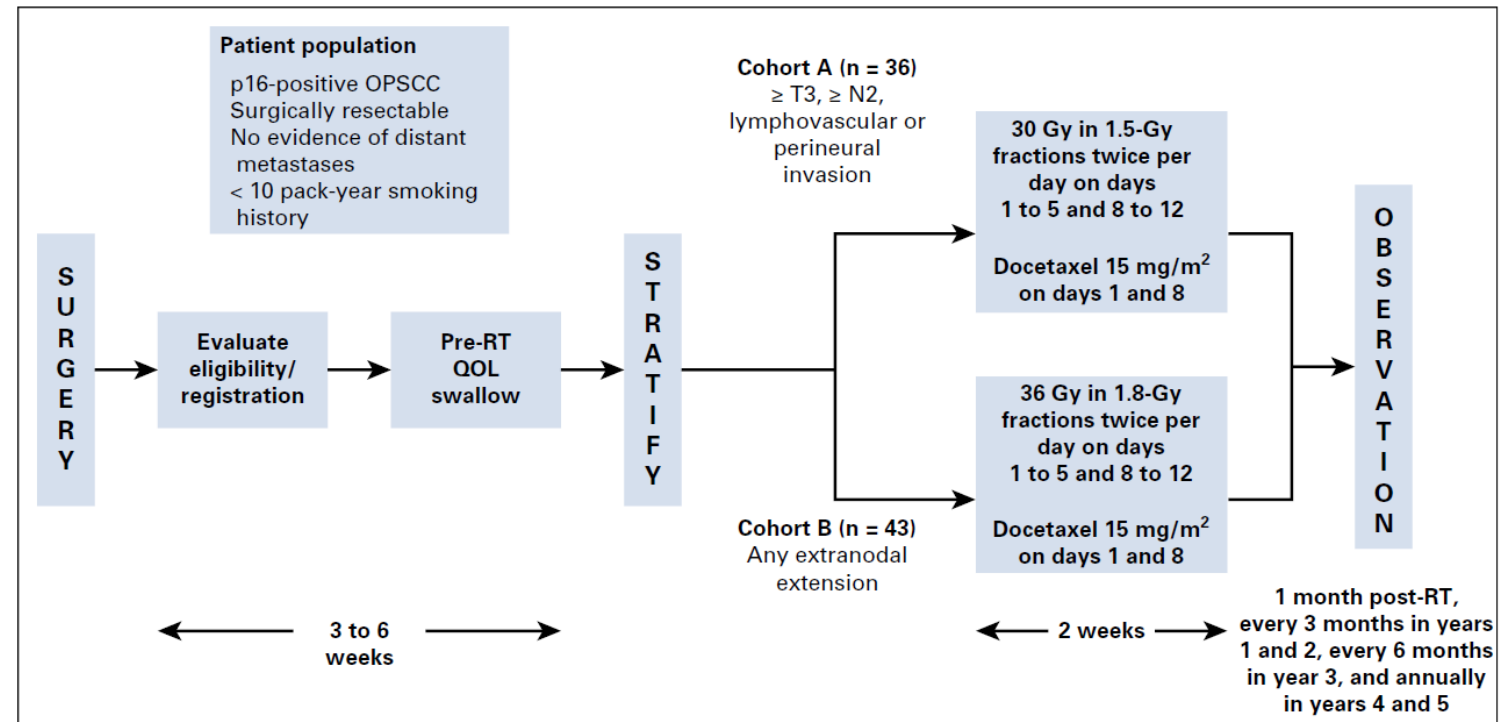 Patient population
p16-positive OPSCC
Surgically resectable
No evidence of distant
metastases
< 10 pack-year smoking
history
SURGERY
Evaluate
eligibility/
registration
Pre-RT
QOL
swallow
3 to 6
weeks
STRATIFY
Cohort A (n = 36)
≥ T3, ≥ N2,
lymphovascular or
perineural
invasion
30 Gy in 1.5-Gy
fractions twice per
day on days
1 to 5 and 8 to 12
Docetaxel 15 mg/m²
on days 1 and 8
Cohort B (n = 43)
Any extranodal
extension
36 Gy in 1.8-Gy
fractions twice per
day on days
1 to 5 and 8 to 12
Docetaxel 15 mg/m²
on days 1 and 8
2 weeks
OBSERVATION
1 month post-RT,
every 3 months in years
1 and 2, every 6 months
in year 3, and annually
in years 4 and 5